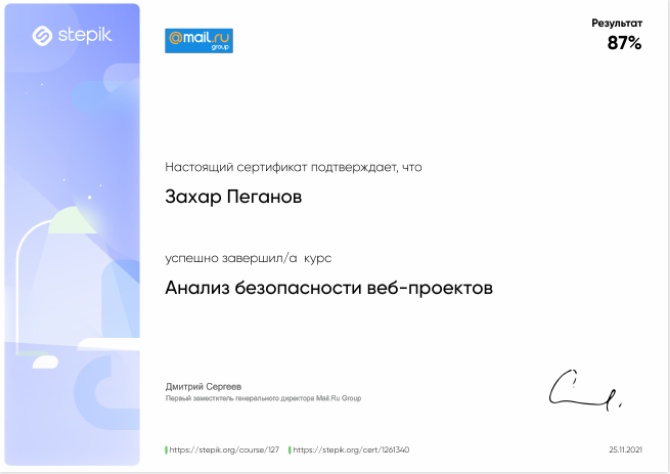 stepik
@mail.ru
group
Результат
87%
Настоящий сертификат подтверждает, что
Захар Пеганов
успешно завершил/а курс
Анализ безопасности веб-проектов
Дмитрий Сергеев
Первый заместитель генерального директора Mail.Ru Group
https://stepik.org/course/127 https://stepik.org/cert/1261340
25.11.2021